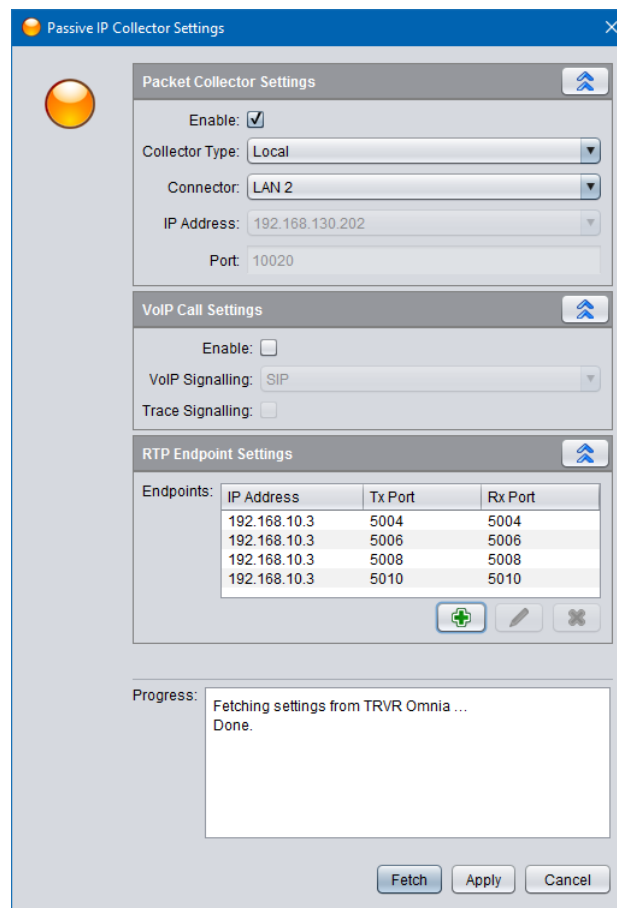 Passive IP Collector Settings
Packet Collector Settings
Enable:
Collector Type: Local
Connector: LAN 2
IP Address: 192.168.130.202
Port: 10020
VoIP Call Settings
Enable:
VoIP Signalling: SIP
Trace Signalling:
RTP Endpoint Settings
Endpoints: IP Address Tx Port Rx Port
192.168.10.3 5004 5004
192.168.10.3 5006 5006
192.168.10.3 5008 5008
192.168.10.3 5010 5010
Progress: Fetching settings from TRVR Omnia ...
Done.
Fetch Apply Cancel